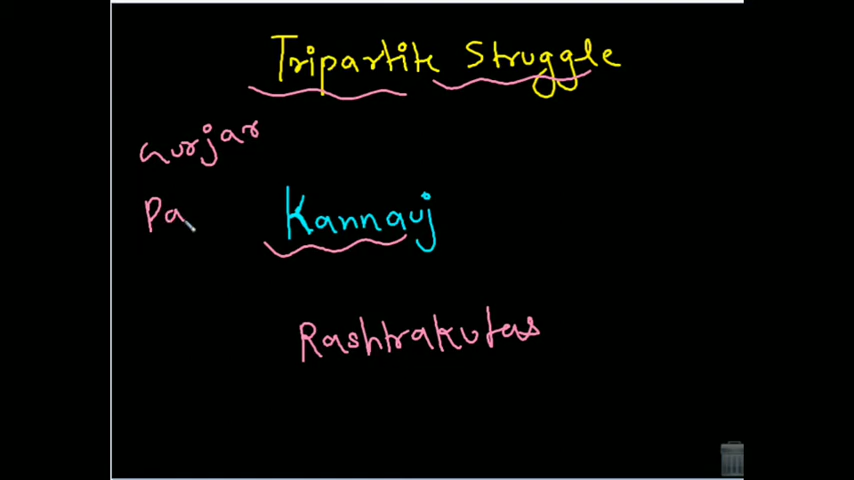 Tripartite Struggle
Gurjar
Pa
Kannauj
Rashtrakutas